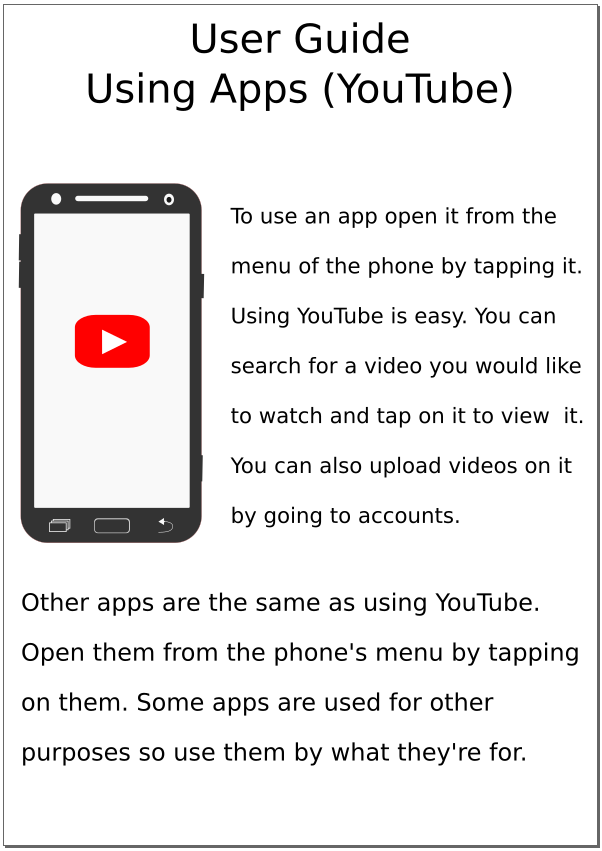 User Guide
Using Apps (YouTube)
To use an app open it from the
menu of the phone by tapping it.
Using YouTube is easy. You can
search for a video you would like
to watch and tap on it to view  it.
You can also upload videos on it
by going to accounts.
Other apps are the same as using YouTube.
Open them from the phone's menu by tapping
on them. Some apps are used for other
purposes so use them by what they're for.